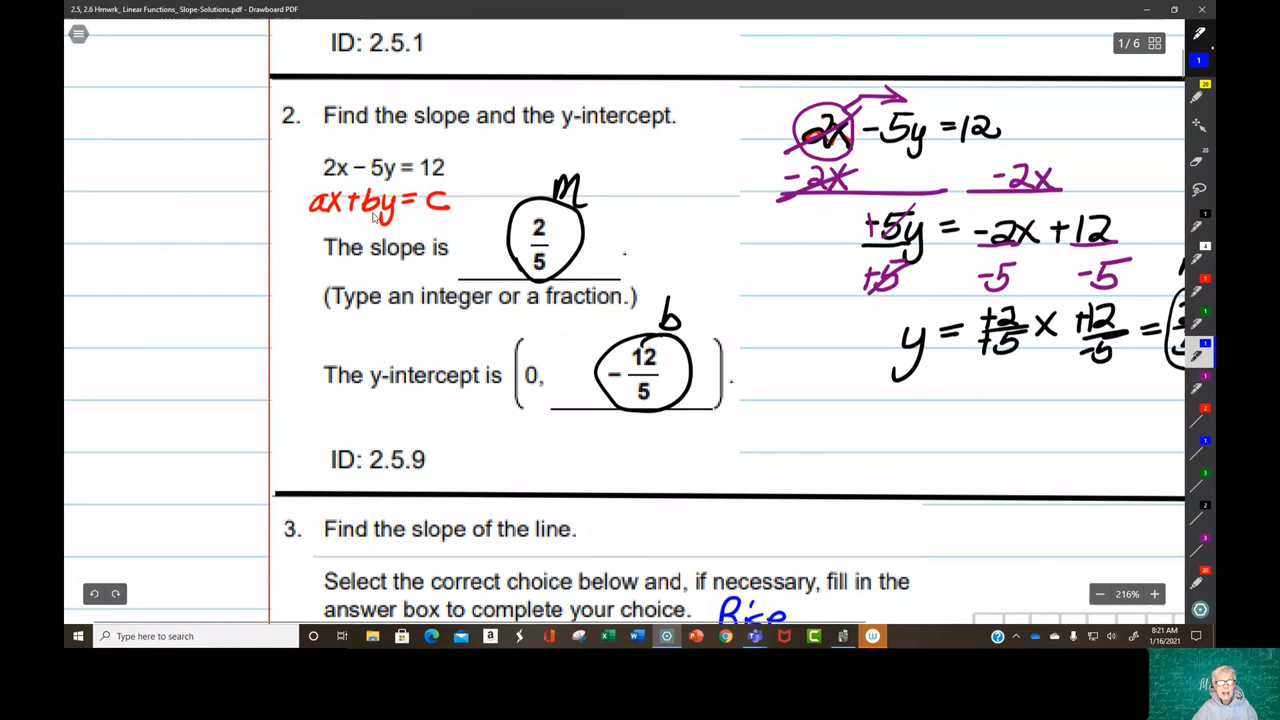 2.5, 2.6 Hmwrk_ Linear Functions_ Slope-Solutions.pdf - Drawboard PDF
ID: 2.5.1
1 / 6
2. Find the slope and the y-intercept.
2x − 5y = 12
ax+by = c
The slope is 2/5 .
m
(Type an integer or a fraction.)
b
The y-intercept is (0, − 12/5 ) .
ID: 2.5.9
2x -5y =12
-2x -2x
+5y = -2x +12
+5 -5 -5
y = +2/+5 x +12/-5 =
3. Find the slope of the line.
Select the correct choice below and, if necessary, fill in the
answer box to complete your choice.
Rise
216%
Type here to search
8:21 AM
1/16/2021